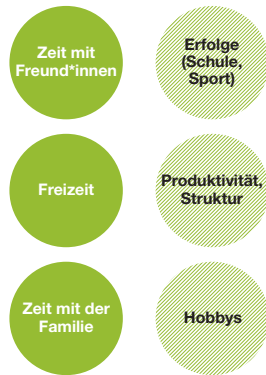 Zeit mit
Freund*innen
Erfolge
(Schule,
Sport)
Freizeit
Produktivität,
Struktur
Zeit mit der
Familie
Hobbys